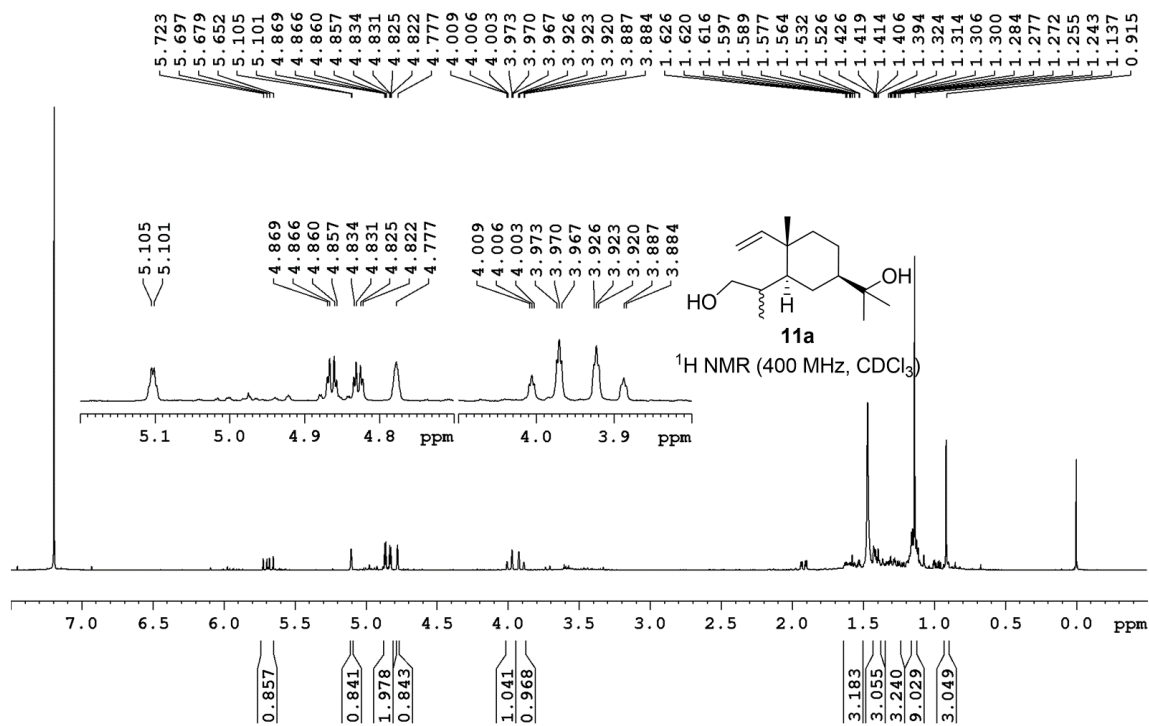 5.723 5.697 5.679 5.652 5.105 5.101 4.869 4.866 4.860 4.857 4.834 4.831 4.825 4.822 4.777 4.009 4.006 4.003 3.973 3.970 3.967 3.926 3.923 3.920 3.887 3.884 1.626 1.620 1.616 1.597 1.589 1.577 1.564 1.532 1.526 1.426 1.419 1.414 1.406 1.394 1.324 1.314 1.306 1.300 1.284 1.277 1.272 1.255 1.243 1.137 0.915
5.105 5.101 4.869 4.866 4.860 4.857 4.834 4.831 4.825 4.822 4.777 4.009 4.006 4.003 3.973 3.970 3.967 3.926 3.923 3.920 3.887 3.884
OH
HO
H
11a
¹H NMR (400 MHz, CDCl₃)
5.1 5.0 4.9 4.8 ppm 4.0 3.9 ppm
7.0 6.5 6.0 5.5 5.0 4.5 4.0 3.5 3.0 2.5 2.0 1.5 1.0 0.5 0.0 ppm
0.857 0.841 1.978 0.843 1.041 0.968 3.183 3.055 3.240 9.029 3.049